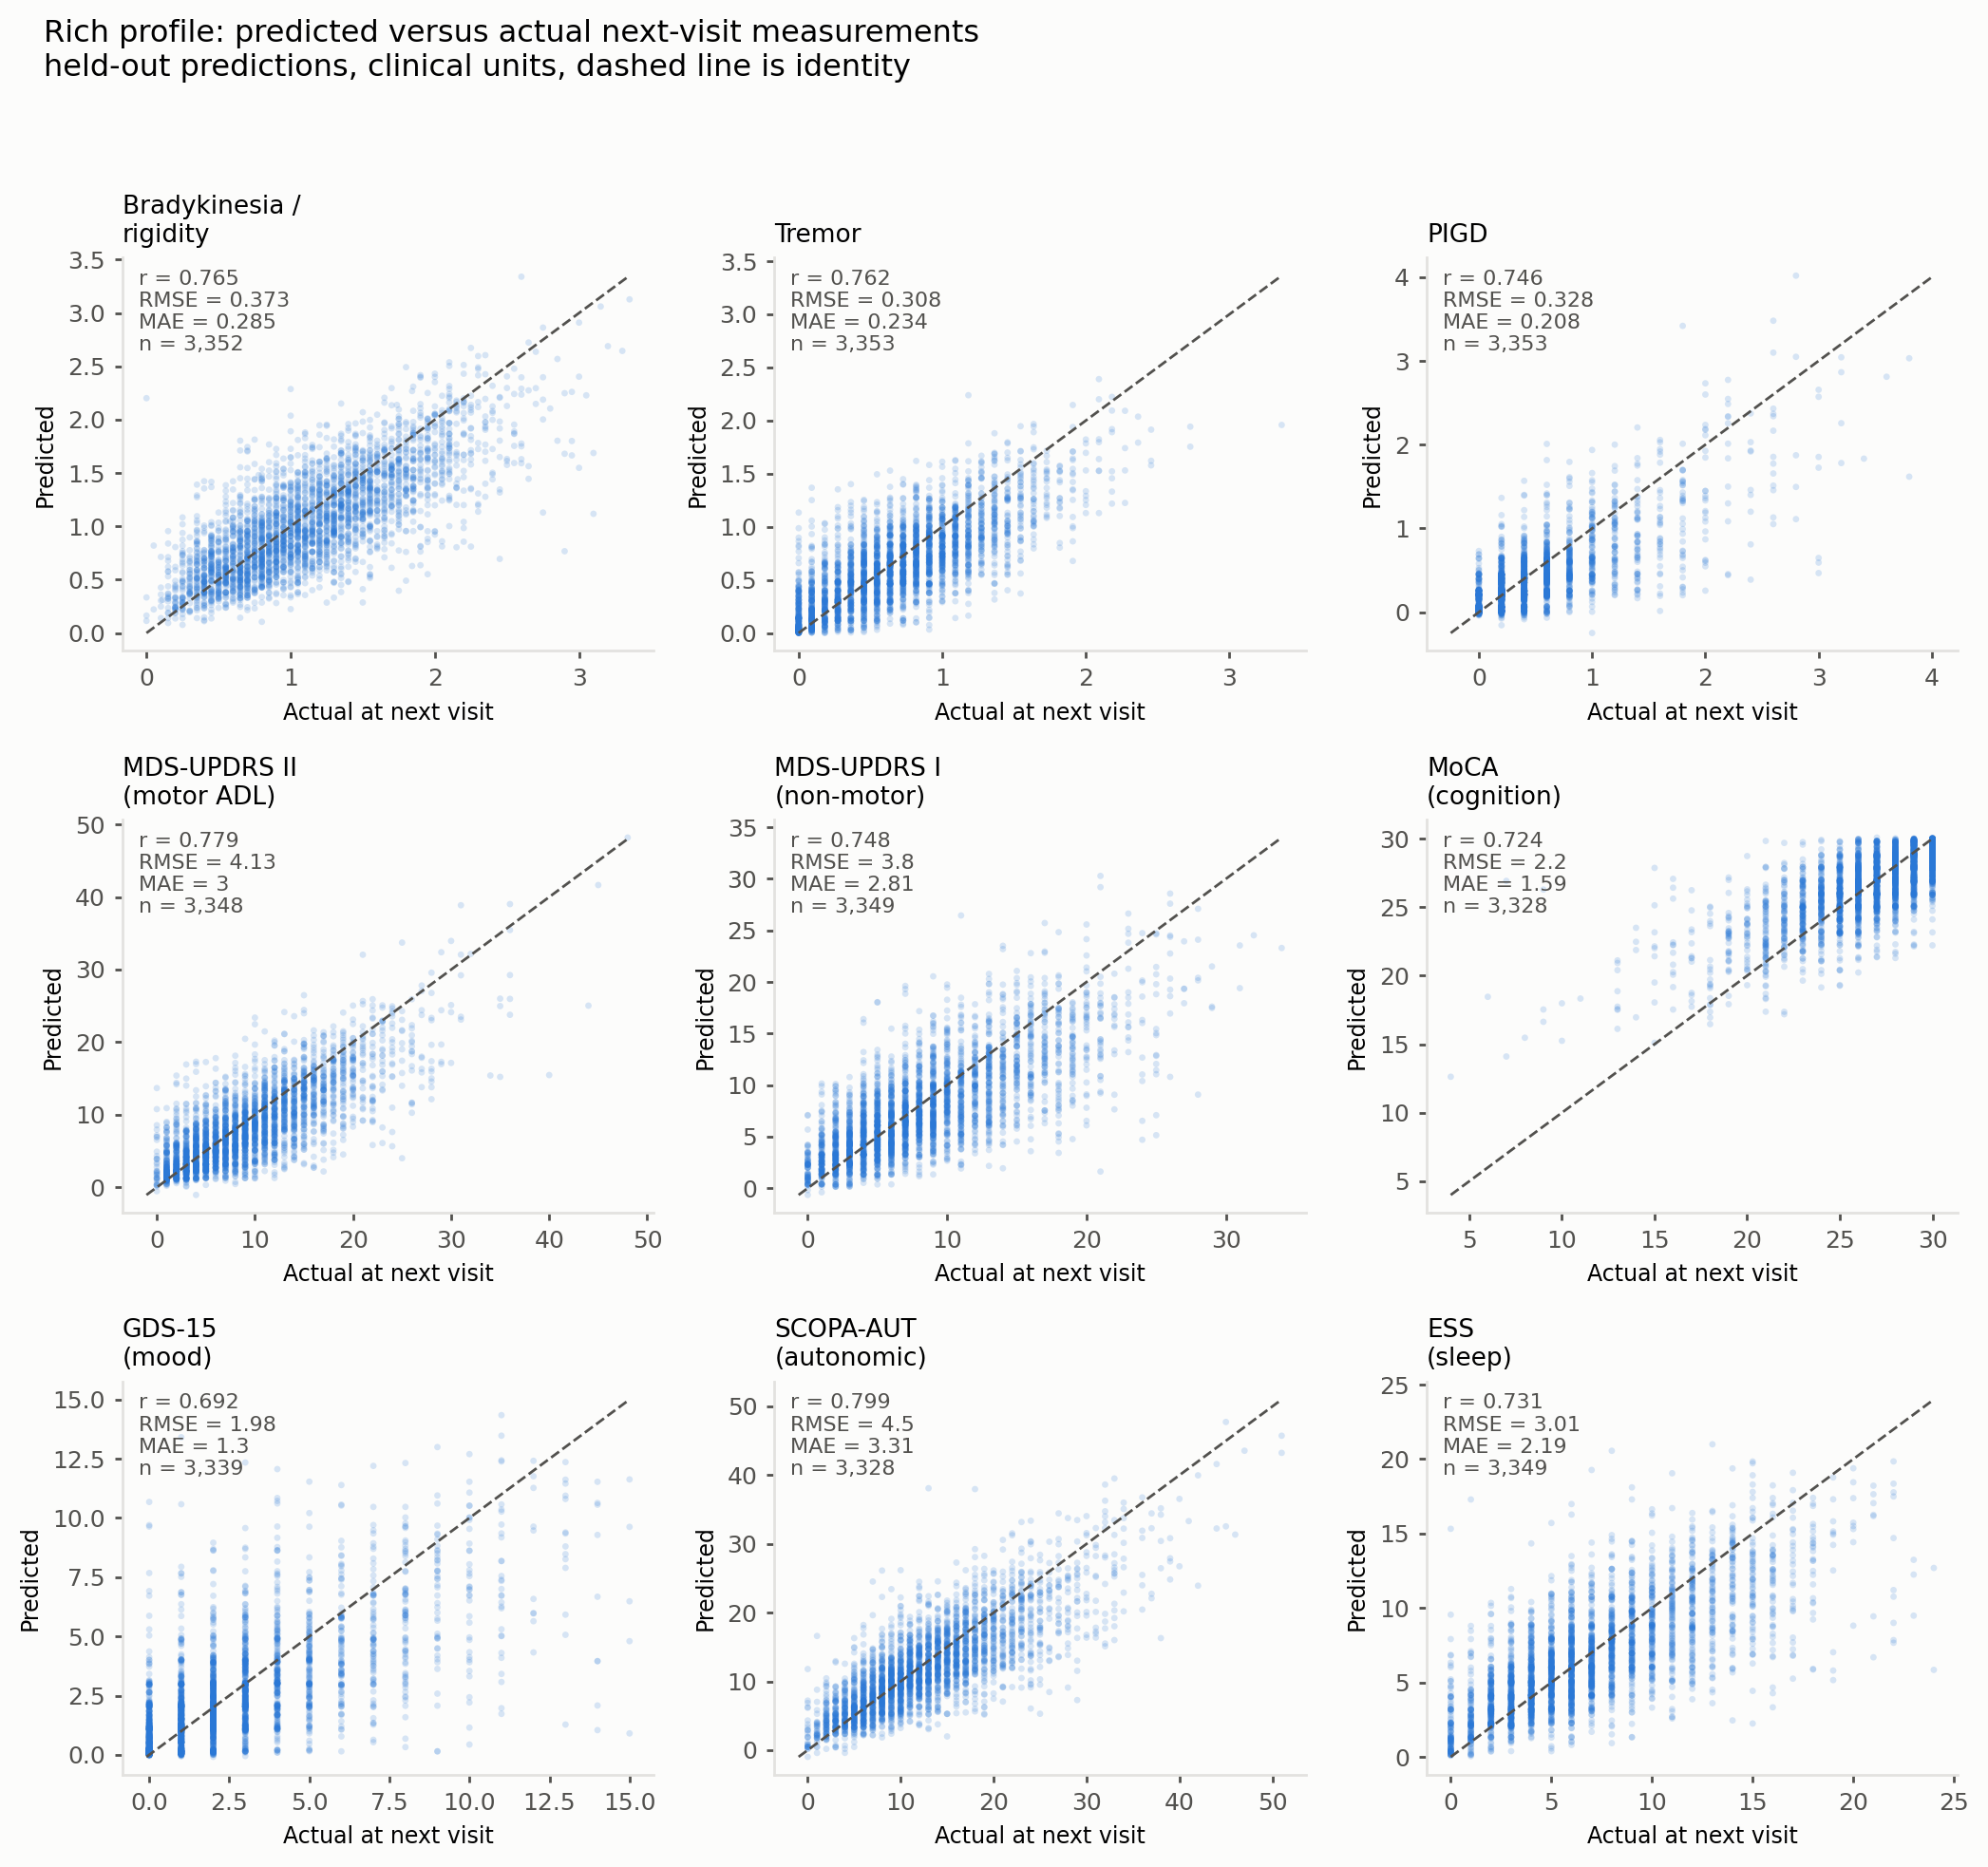 Rich profile: predicted versus actual next-visit measurements
held-out predictions, clinical units, dashed line is identity
Bradykinesia /
rigidity
r = 0.765
RMSE = 0.373
MAE = 0.285
n = 3,352
3.5
3.0
2.5
2.0
1.5
1.0
0.5
0.0
Predicted
0 1 2 3
Actual at next visit
Tremor
r = 0.762
RMSE = 0.308
MAE = 0.234
n = 3,353
3.5
3.0
2.5
2.0
1.5
1.0
0.5
0.0
Predicted
0 1 2 3
Actual at next visit
PIGD
r = 0.746
RMSE = 0.328
MAE = 0.208
n = 3,353
4
3
2
1
0
Predicted
0 1 2 3 4
Actual at next visit
MDS-UPDRS II
(motor ADL)
r = 0.779
RMSE = 4.13
MAE = 3
n = 3,348
50
40
30
20
10
0
Predicted
0 10 20 30 40 50
Actual at next visit
MDS-UPDRS I
(non-motor)
r = 0.748
RMSE = 3.8
MAE = 2.81
n = 3,349
35
30
25
20
15
10
5
0
Predicted
0 10 20 30
Actual at next visit
MoCA
(cognition)
r = 0.724
RMSE = 2.2
MAE = 1.59
n = 3,328
30
25
20
15
10
5
Predicted
5 10 15 20 25 30
Actual at next visit
GDS-15
(mood)
r = 0.692
RMSE = 1.98
MAE = 1.3
n = 3,339
15.0
12.5
10.0
7.5
5.0
2.5
0.0
Predicted
0.0 2.5 5.0 7.5 10.0 12.5 15.0
Actual at next visit
SCOPA-AUT
(autonomic)
r = 0.799
RMSE = 4.5
MAE = 3.31
n = 3,328
50
40
30
20
10
0
Predicted
0 10 20 30 40 50
Actual at next visit
ESS
(sleep)
r = 0.731
RMSE = 3.01
MAE = 2.19
n = 3,349
25
20
15
10
5
0
Predicted
0 5 10 15 20 25
Actual at next visit